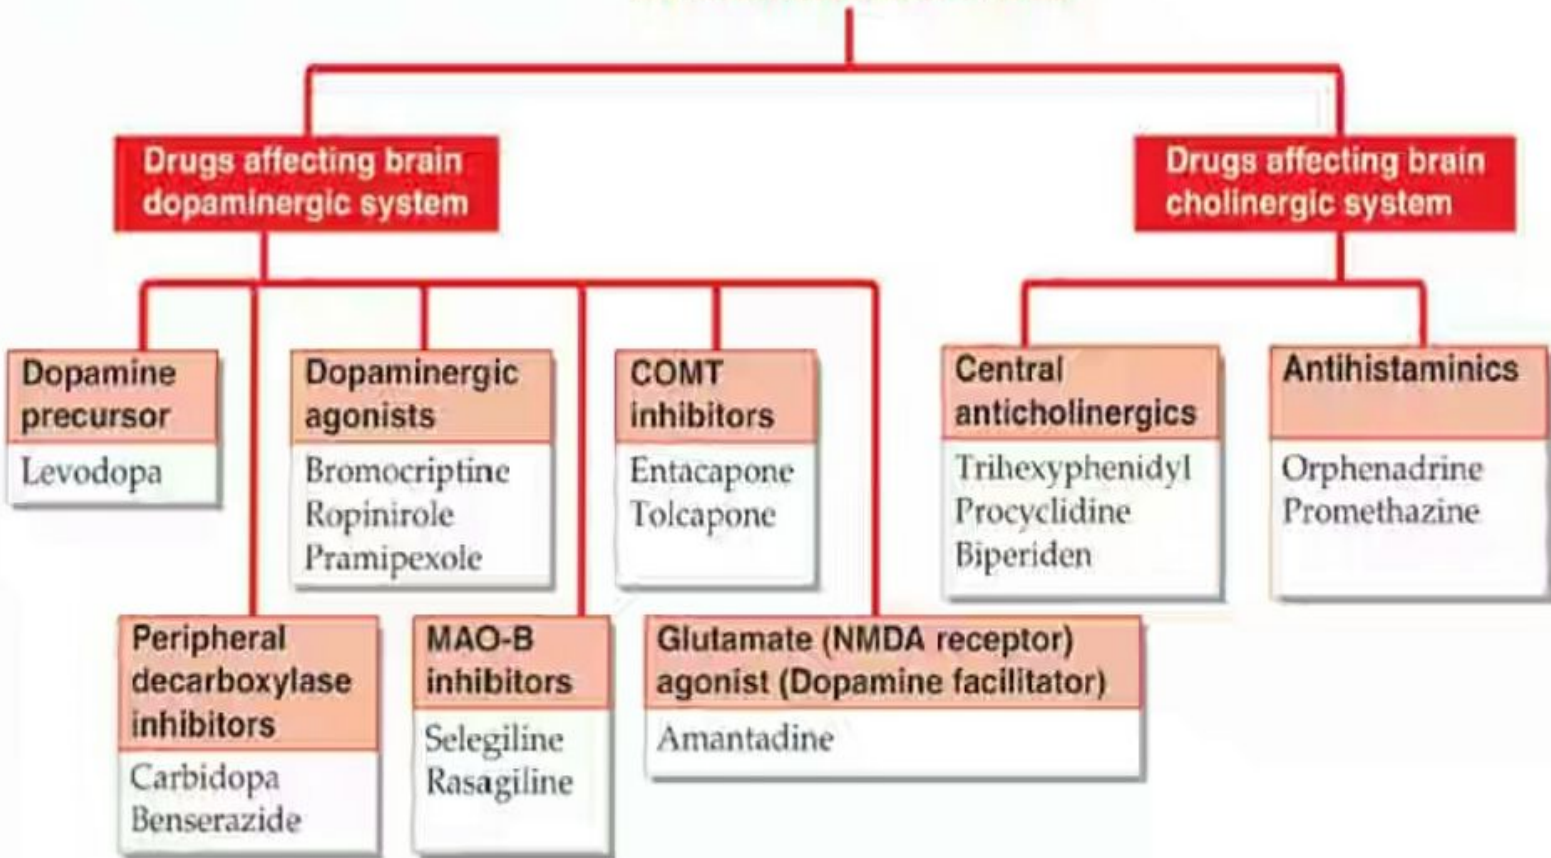 Drugs affecting brain
dopaminergic system
Drugs affecting brain
cholinergic system
Dopamine
precursor
Levodopa
Dopaminergic
agonists
Bromocriptine
Ropinirole
Pramipexole
COMT
inhibitors
Entacapone
Tolcapone
Central
anticholinergics
Trihexyphenidyl
Procyclidine
Biperiden
Antihistaminics
Orphenadrine
Promethazine
Peripheral
decarboxylase
inhibitors
Carbidopa
Benserazide
MAO-B
inhibitors
Selegiline
Rasagiline
Glutamate (NMDA receptor)
agonist (Dopamine facilitator)
Amantadine